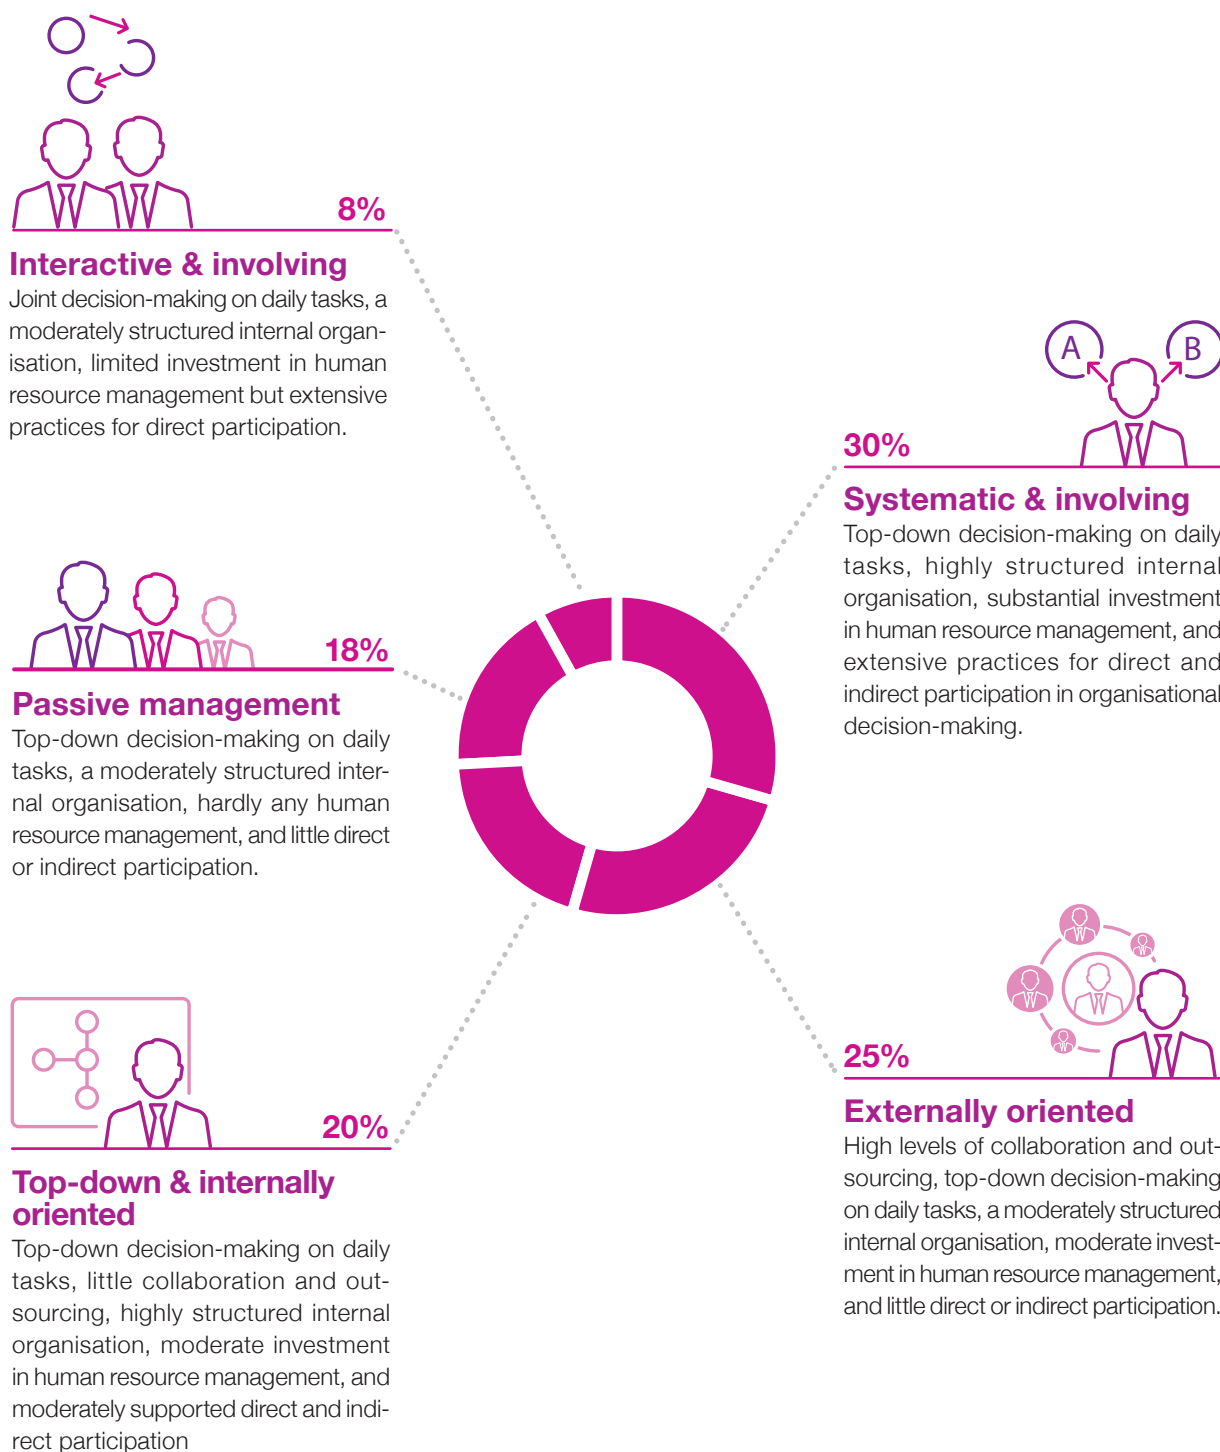 8%
Interactive & involving
Joint decision-making on daily tasks, a
moderately structured internal organ-
isation, limited investment in human
resource management but extensive
practices for direct participation.
A
B
30%
Systematic & involving
Top-down decision-making on daily
tasks, highly structured internal
organisation, substantial investment
in human resource management, and
extensive practices for direct and
indirect participation in organisational
decision-making.
18%
Passive management
Top-down decision-making on daily
tasks, a moderately structured inter-
nal organisation, hardly any human
resource management, and little direct
or indirect participation.
25%
Externally oriented
High levels of collaboration and out-
sourcing, top-down decision-making
on daily tasks, a moderately structured
internal organisation, moderate invest-
ment in human resource management,
and little direct or indirect participation.
20%
Top-down & internally
oriented
Top-down decision-making on daily
tasks, little collaboration and out-
sourcing, highly structured internal
organisation, moderate investment
in human resource management, and
moderately supported direct and indi-
rect participation